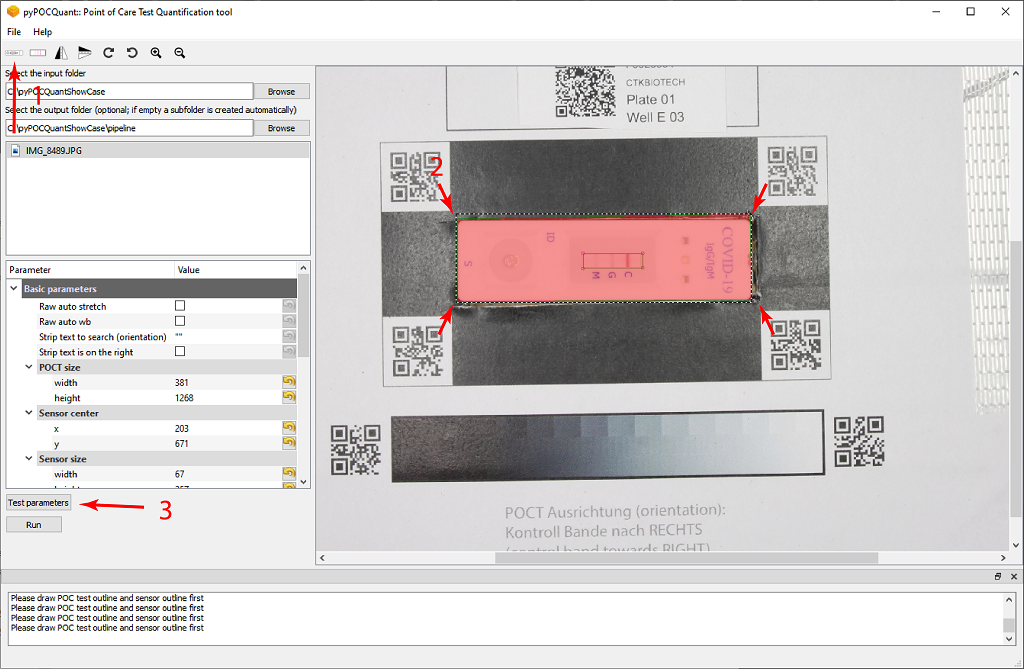 pyPOCQuant:: Point of Care Test Quantification tool
File Help
Select the input folder
C:\pyPOCQuantShowCase
Browse
Select the output folder (optional; if empty a subfolder is created automatically)
C:\pyPOCQuantShowCase\pipeline
Browse
1
IMG_8489.JPG
Parameter Value
Basic parameters
Raw auto stretch
Raw auto wb
Strip text to search (orientation) ""
Strip text is on the right
POCT size
width 381
height 1268
Sensor center
x 203
y 671
Sensor size
width 67
Test parameters
3
Run
CTKBIOTECH
Plate 01
Well E 03
2
ID
S
M G C
IgG/IgM
COVID-19
POCT Ausrichtung (orientation):
Kontroll Bande nach RECHTS
(control band towards RIGHT)
Please draw POC test outline and sensor outline first
Please draw POC test outline and sensor outline first
Please draw POC test outline and sensor outline first
Please draw POC test outline and sensor outline first